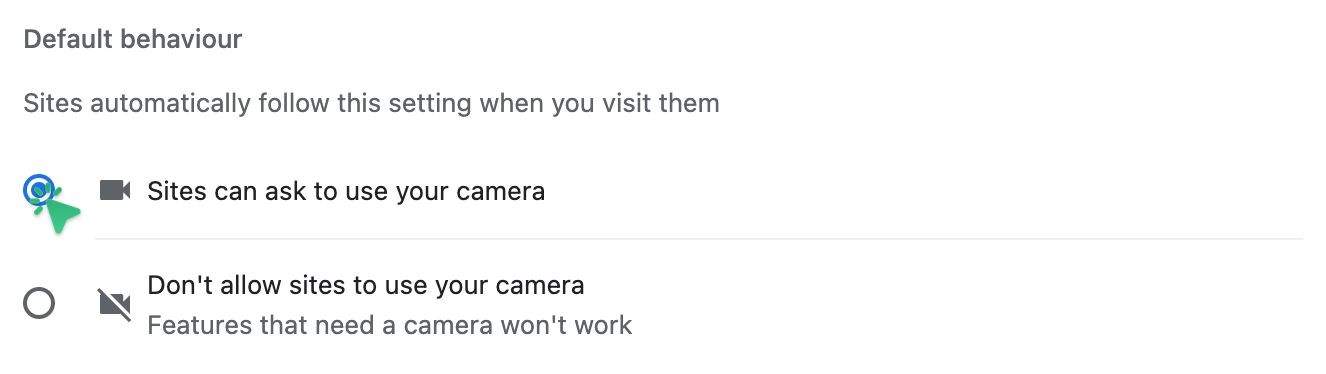 Default behaviour
Sites automatically follow this setting when you visit them
Sites can ask to use your camera
Don't allow sites to use your camera
Features that need a camera won't work